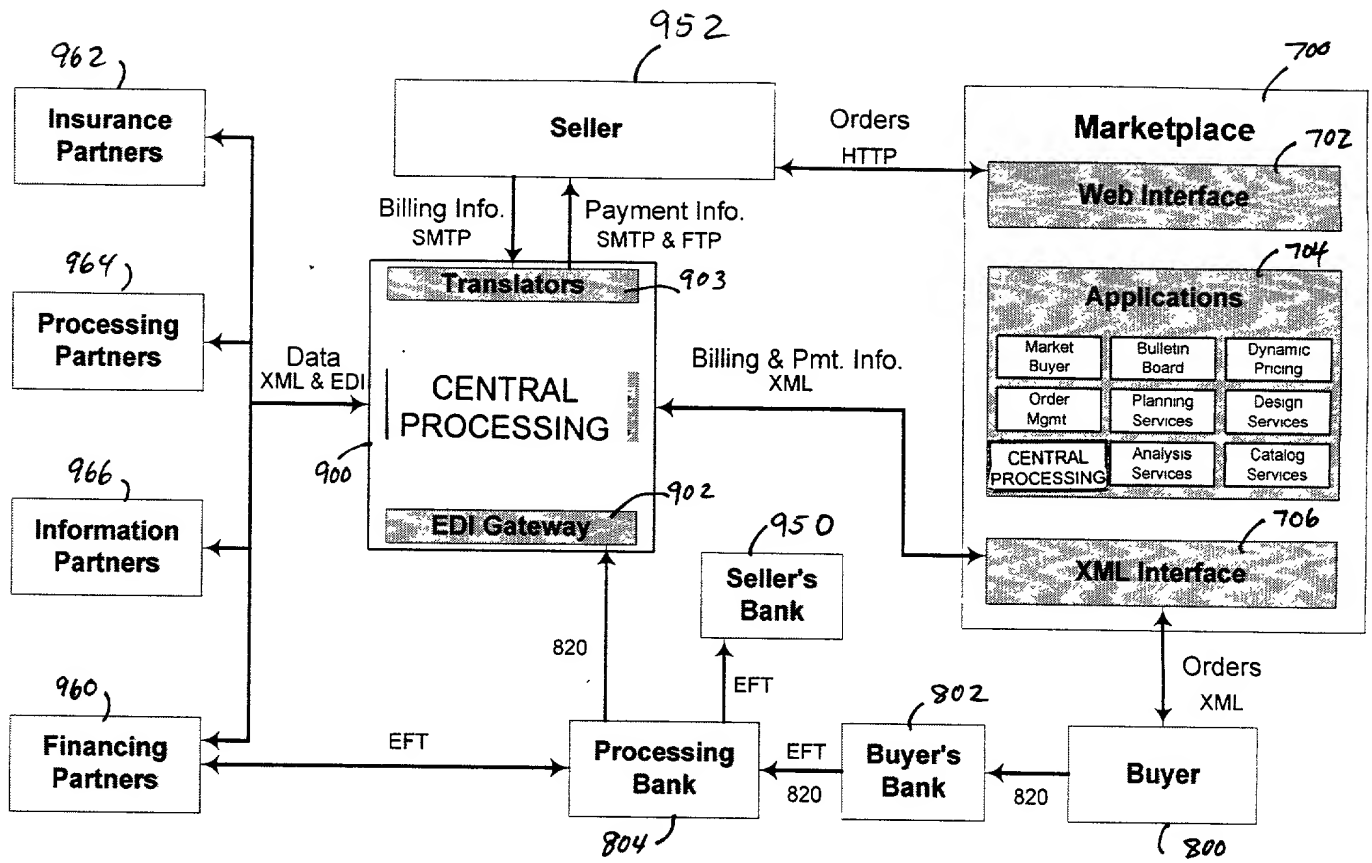 952
962
700
Insurance
Partners
Seller
Orders
HTTP
Marketplace
702
Web Interface
Billing Info.
SMTP
Payment Info.
SMTP & FTP
964
Processing
Partners
Translators
903
704
Applications
Market
Buyer
Bulletin
Board
Dynamic
Pricing
Order
Mgmt
Planning
Services
Design
Services
CENTRAL
PROCESSING
Analysis
Services
Catalog
Services
Data
XML & EDI
CENTRAL
PROCESSING
900
Billing & Pmt. Info.
XML
902
EDI Gateway
966
Information
Partners
950
Seller's
Bank
706
XML Interface
820
EFT
Orders
XML
960
Financing
Partners
EFT
Processing
Bank
804
EFT
820
802
Buyer's
Bank
820
Buyer
800